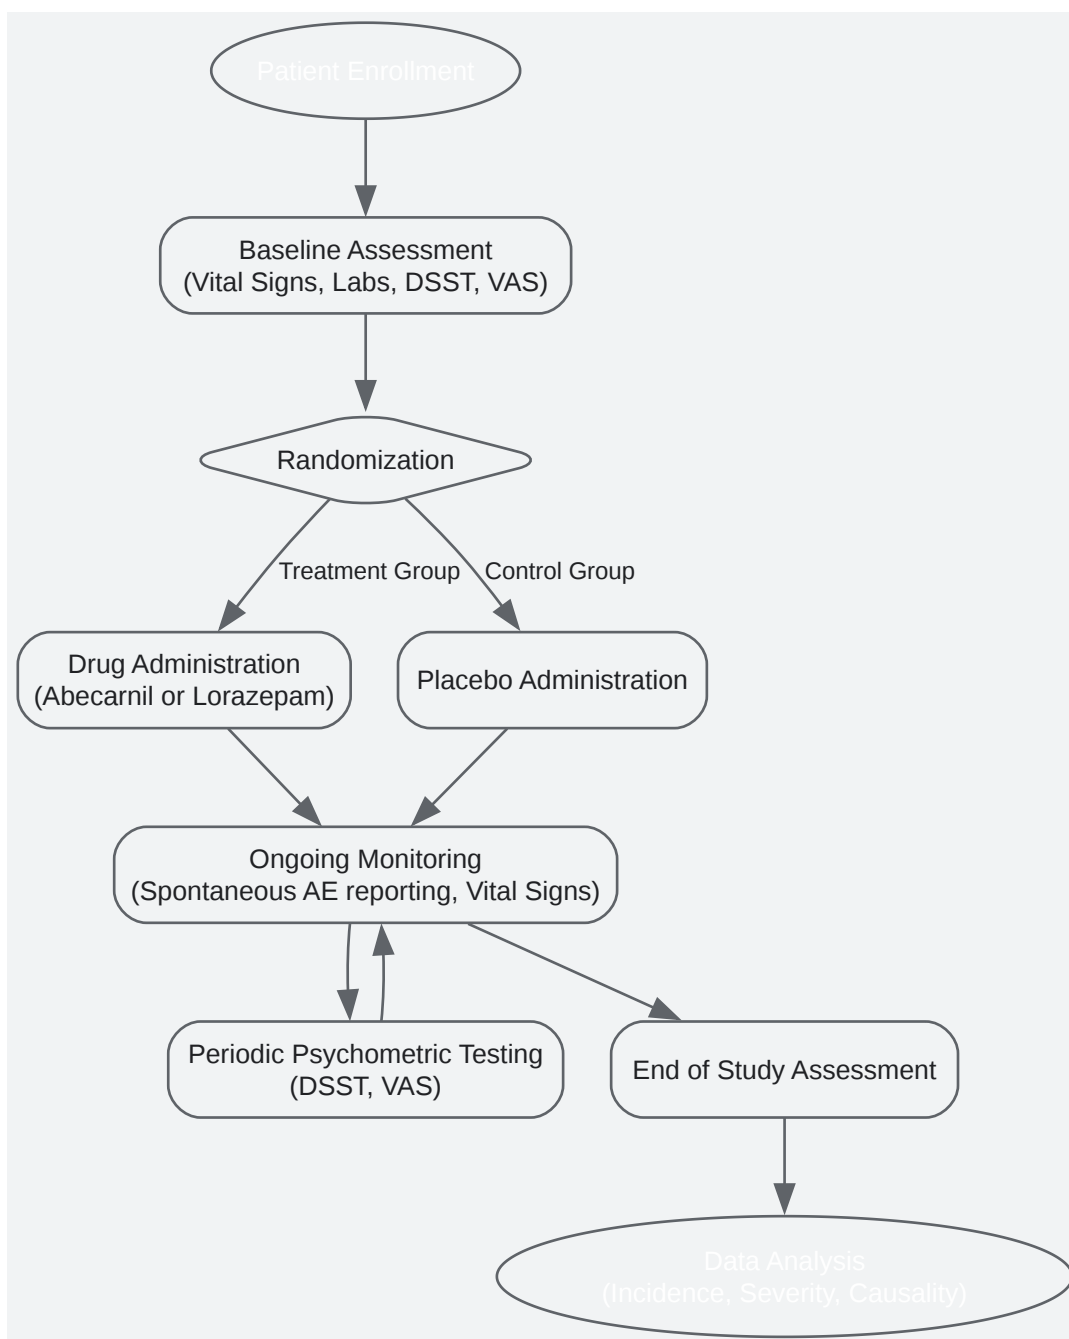 Patient Enrollment
Baseline Assessment
(Vital Signs, Labs, DSST, VAS)
Randomization
Treatment Group
Control Group
Drug Administration
(Abecarnil or Lorazepam)
Placebo Administration
Ongoing Monitoring
(Spontaneous AE reporting, Vital Signs)
Periodic Psychometric Testing
(DSST, VAS)
End of Study Assessment
Data Analysis
(Incidence, Severity, Causality)